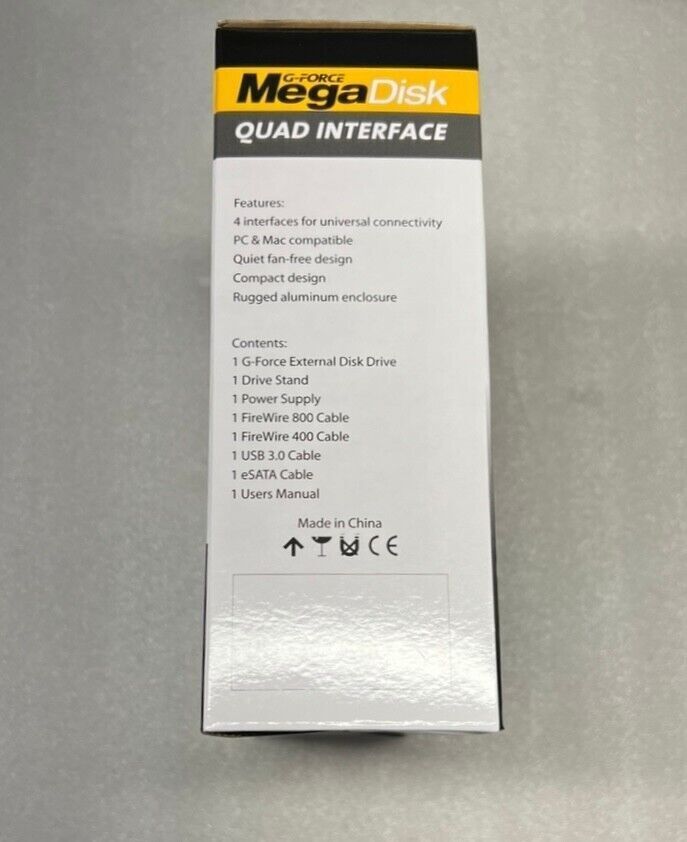 G-FORCE
MegaDisk
QUAD INTERFACE
Features:
4 interfaces for universal connectivity
PC & Mac compatible
Quiet fan-free design
Compact design
Rugged aluminum enclosure
Contents:
1 G-Force External Disk Drive
1 Drive Stand
1 Power Supply
1 FireWire 800 Cable
1 FireWire 400 Cable
1 USB 3.0 Cable
1 eSATA Cable
1 Users Manual
Made in China
CE